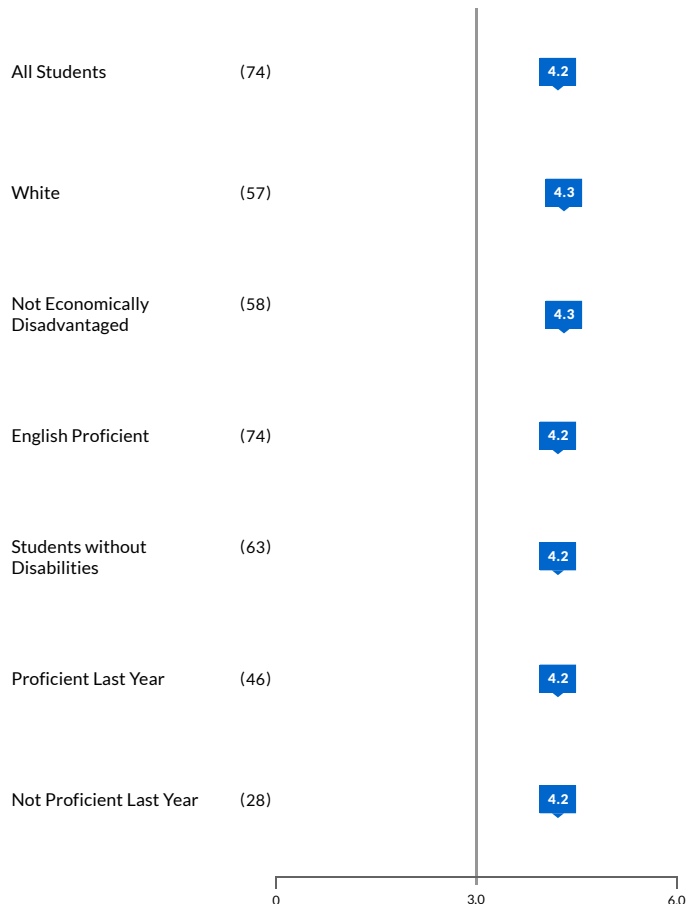 All Students (74) 4.2
White (57) 4.3
Not Economically (58) 4.3
Disadvantaged
English Proficient (74) 4.2
Students without (63) 4.2
Disabilities
Proficient Last Year (46) 4.2
Not Proficient Last Year (28) 4.2
0 3.0 6.0